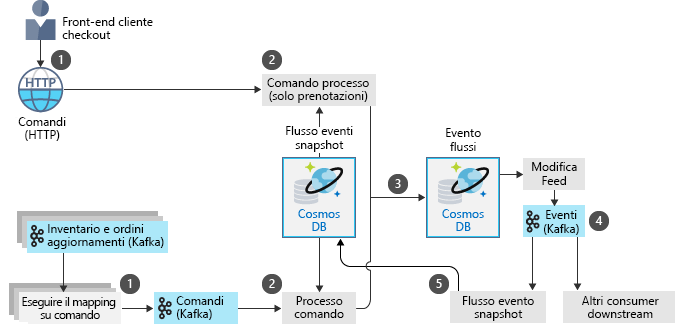 Front-end cliente
checkout
1
HTTP
Comandi
(HTTP)
2
Comando processo
(solo prenotazioni)
Flusso eventi
snapshot
Cosmos
DB
3
Evento
flussi
Cosmos
DB
Modifica
Feed
Eventi
(Kafka)
4
Inventario e ordini
aggiornamenti (Kafka)
Eseguire il mapping
su comando
1
Comandi
(Kafka)
2
Processo
comando
5
Flusso evento
snapshot
Altri consumer
downstream